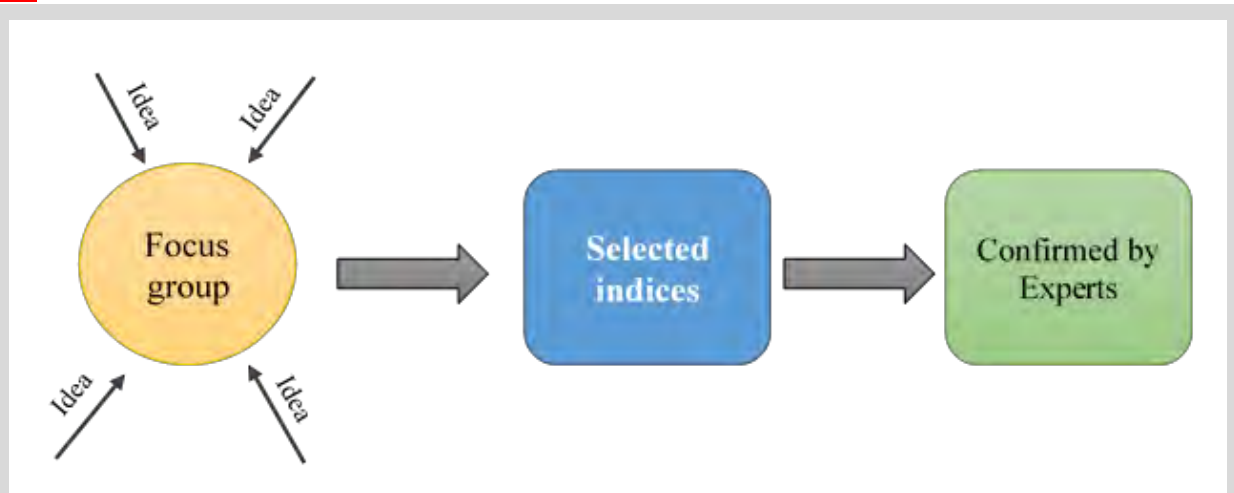 Idea
Idea
Focus
group
Selected
indices
Confirmed by
Experts
Idea
Idea